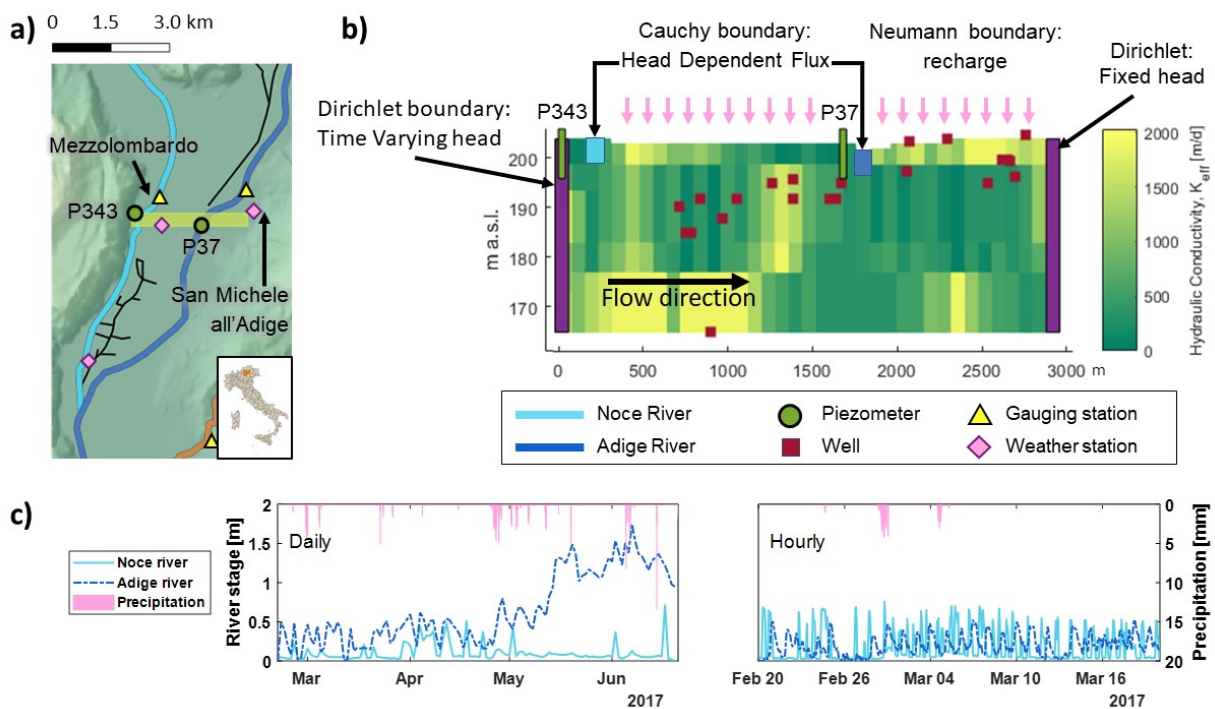 a)
0 1.5 3.0 km
Mezzolombardo
P343
P37
San Michele
all'Adige
b)
Cauchy boundary:
Head Dependent Flux
Neumann boundary:
recharge
Dirichlet:
Fixed head
Dirichlet boundary:
Time Varying head
P343
P37
m a.s.l.
200
190
180
170
Flow direction
0 500 1000 1500 2000 2500 3000 m
2000
1500
1000
500
0
Hydraulic Conductivity, Keff [m/d]
Noce River
Adige River
Piezometer
Well
Gauging station
Weather station
c)
Noce river
Adige river
Precipitation
River stage [m]
2
1.5
1
0.5
0
Daily
Mar Apr May Jun
2017
Hourly
Feb 20 Feb 26 Mar 04 Mar 10 Mar 16
2017
0
5
10
15
20
Precipitation [mm]